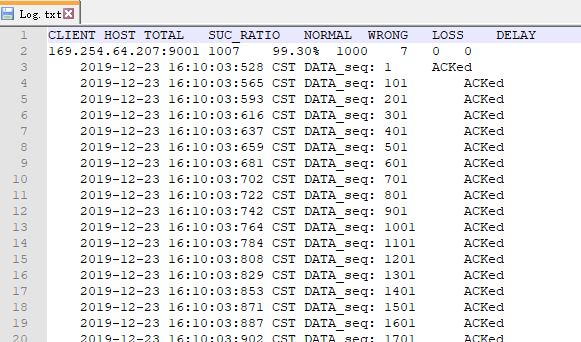 Log.txt
1 CLIENT HOST TOTAL SUC_RATIO NORMAL WRONG LOSS DELAY
2 169.254.64.207:9001 1007 99.30% 1000 7 0 0
3 2019-12-23 16:10:03:528 CST DATA_seq: 1 ACKed
4 2019-12-23 16:10:03:565 CST DATA_seq: 101 ACKed
5 2019-12-23 16:10:03:593 CST DATA_seq: 201 ACKed
6 2019-12-23 16:10:03:616 CST DATA_seq: 301 ACKed
7 2019-12-23 16:10:03:637 CST DATA_seq: 401 ACKed
8 2019-12-23 16:10:03:659 CST DATA_seq: 501 ACKed
9 2019-12-23 16:10:03:681 CST DATA_seq: 601 ACKed
10 2019-12-23 16:10:03:702 CST DATA_seq: 701 ACKed
11 2019-12-23 16:10:03:722 CST DATA_seq: 801 ACKed
12 2019-12-23 16:10:03:742 CST DATA_seq: 901 ACKed
13 2019-12-23 16:10:03:764 CST DATA_seq: 1001 ACKed
14 2019-12-23 16:10:03:784 CST DATA_seq: 1101 ACKed
15 2019-12-23 16:10:03:808 CST DATA_seq: 1201 ACKed
16 2019-12-23 16:10:03:829 CST DATA_seq: 1301 ACKed
17 2019-12-23 16:10:03:853 CST DATA_seq: 1401 ACKed
18 2019-12-23 16:10:03:871 CST DATA_seq: 1501 ACKed
19 2019-12-23 16:10:03:887 CST DATA_seq: 1601 ACKed
20 2019-12-23 16:10:03:902 CST DATA_seq: 1701 ACKed